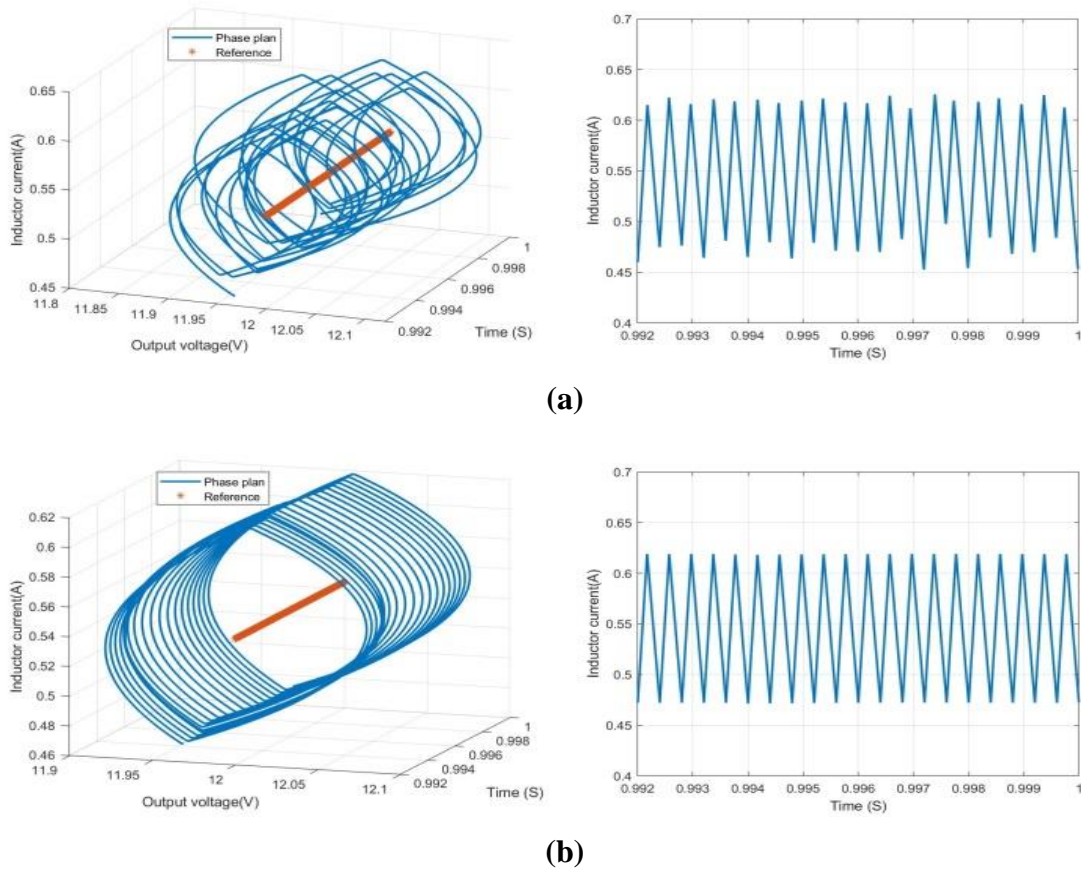 Phase plan
Reference
0.65
0.6
0.55
0.5
0.45
Inductor current(A)
11.8
11.85
11.9
11.95
12
12.05
12.1
Output voltage(V)
0.992
0.994
0.996
0.998
1
Time (S)
0.7
0.65
0.6
0.55
0.5
0.45
0.4
Inductor current(A)
0.992 0.993 0.994 0.995 0.996 0.997 0.998 0.999 1
Time (S)
(a)
Phase plan
Reference
0.62
0.6
0.58
0.56
0.54
0.52
0.5
0.48
0.46
Inductor current(A)
11.9
11.95
12
12.05
12.1
Output voltage(V)
0.992
0.994
0.996
0.998
1
Time (S)
0.7
0.65
0.6
0.55
0.5
0.45
0.4
Inductor current(A)
0.992 0.993 0.994 0.995 0.996 0.997 0.998 0.999 1
Time (S)
(b)